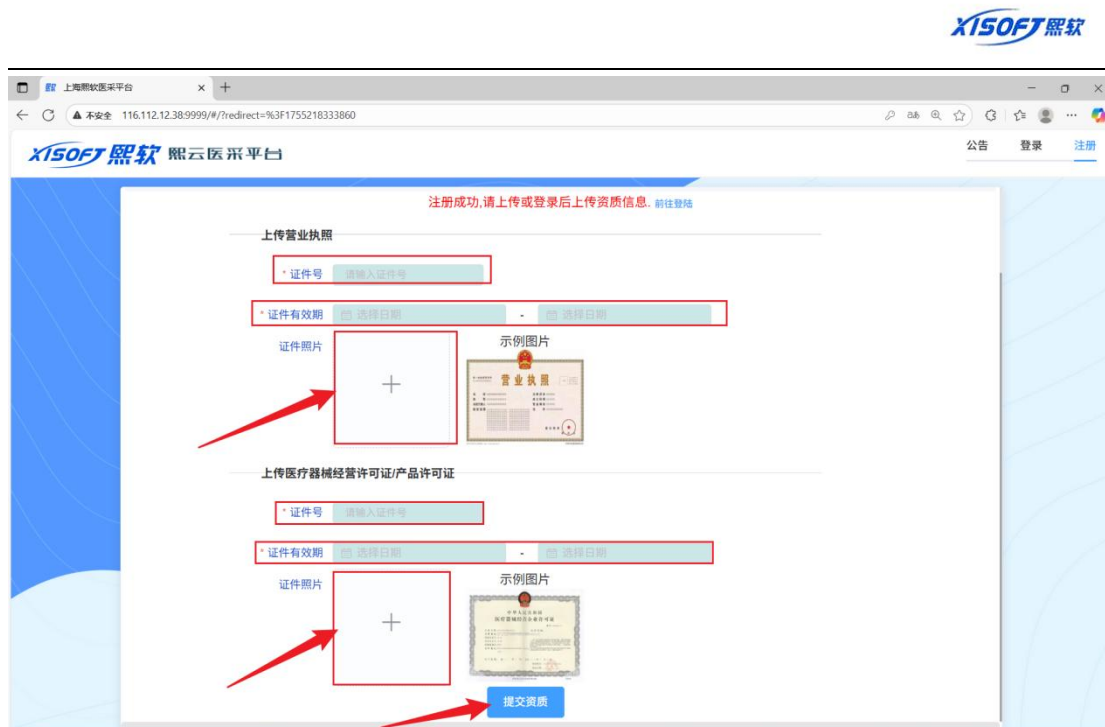 XISOFT熙软
上海熙软医采平台
不安全 116.112.12.38:9999/#/?redirect=%3F1755218333860
XISOFT 熙软 熙云医采平台
公告 登录 注册
注册成功,请上传或登录后上传资质信息. 前往登陆
上传营业执照
* 证件号 请输入证件号
* 证件有效期 选择日期 - 选择日期
证件照片 示例图片
营业执照
上传医疗器械经营许可证/产品许可证
* 证件号 请输入证件号
* 证件有效期 选择日期 - 选择日期
证件照片 示例图片
提交资质